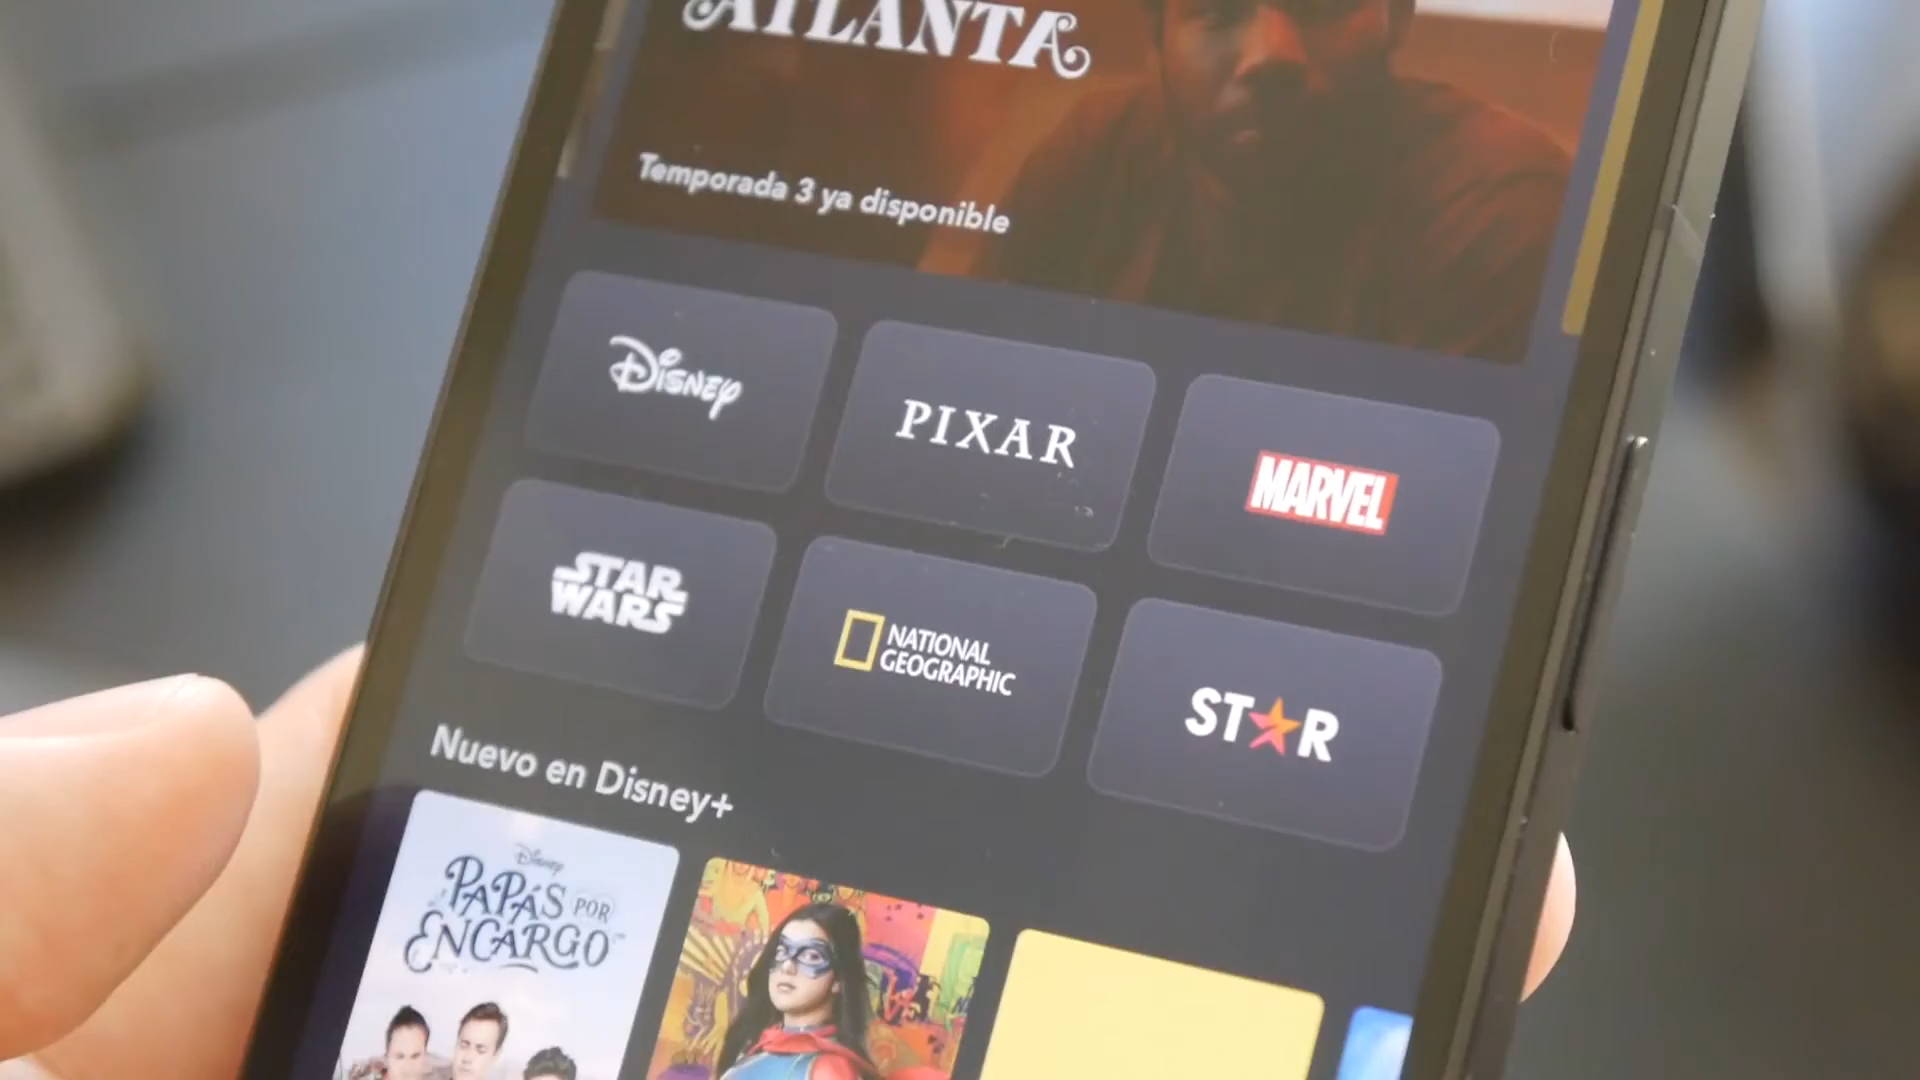 ATLANTA
Temporada 3 ya disponible
Disney
PIXAR
MARVEL
STAR
WARS
NATIONAL
GEOGRAPHIC
STAR
Nuevo en Disney+
Disney
PAPÁS POR
ENCARGO